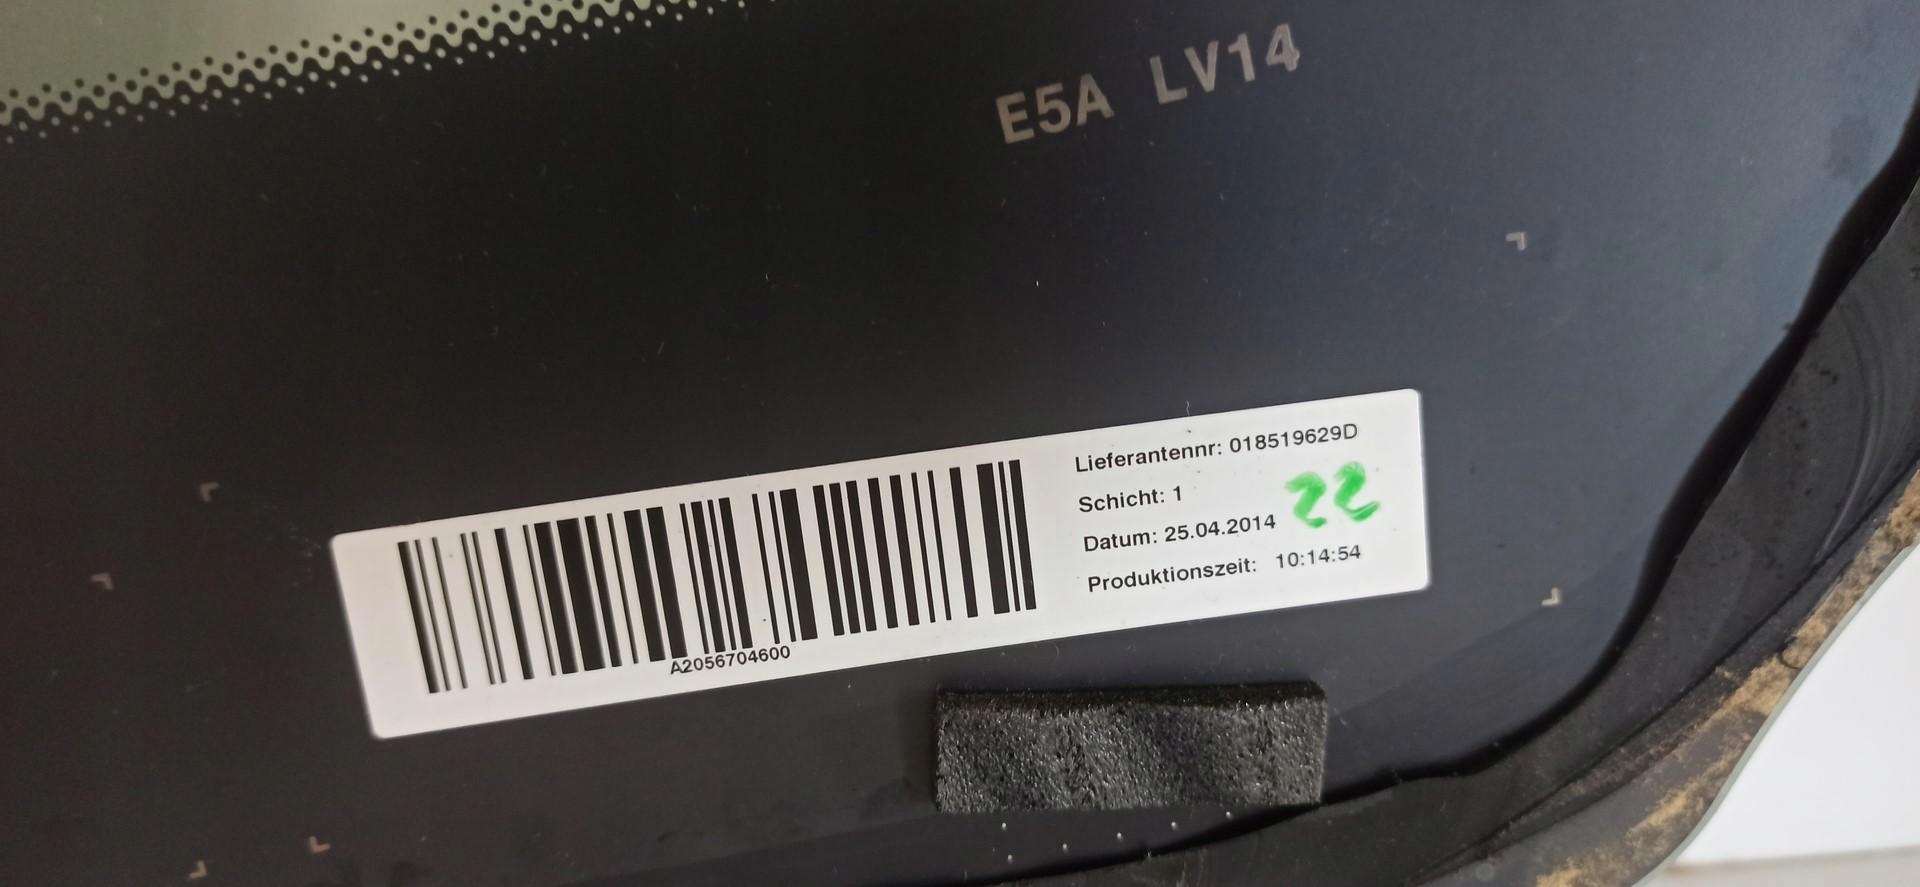 E5A LV14
Lieferantennr: 018519629D
Schicht: 1
22
Datum: 25.04.2014
Produktionszeit: 10:14:54
A2056704600